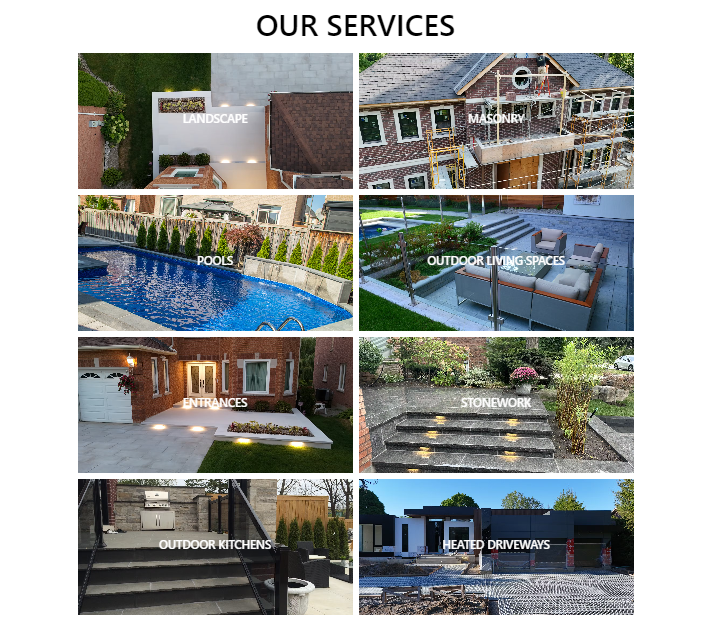 OUR SERVICES
LANDSCAPE
MASONRY
POOLS
OUTDOOR LIVING SPACES
ENTRANCES
STONEWORK
OUTDOOR KITCHENS
HEATED DRIVEWAYS